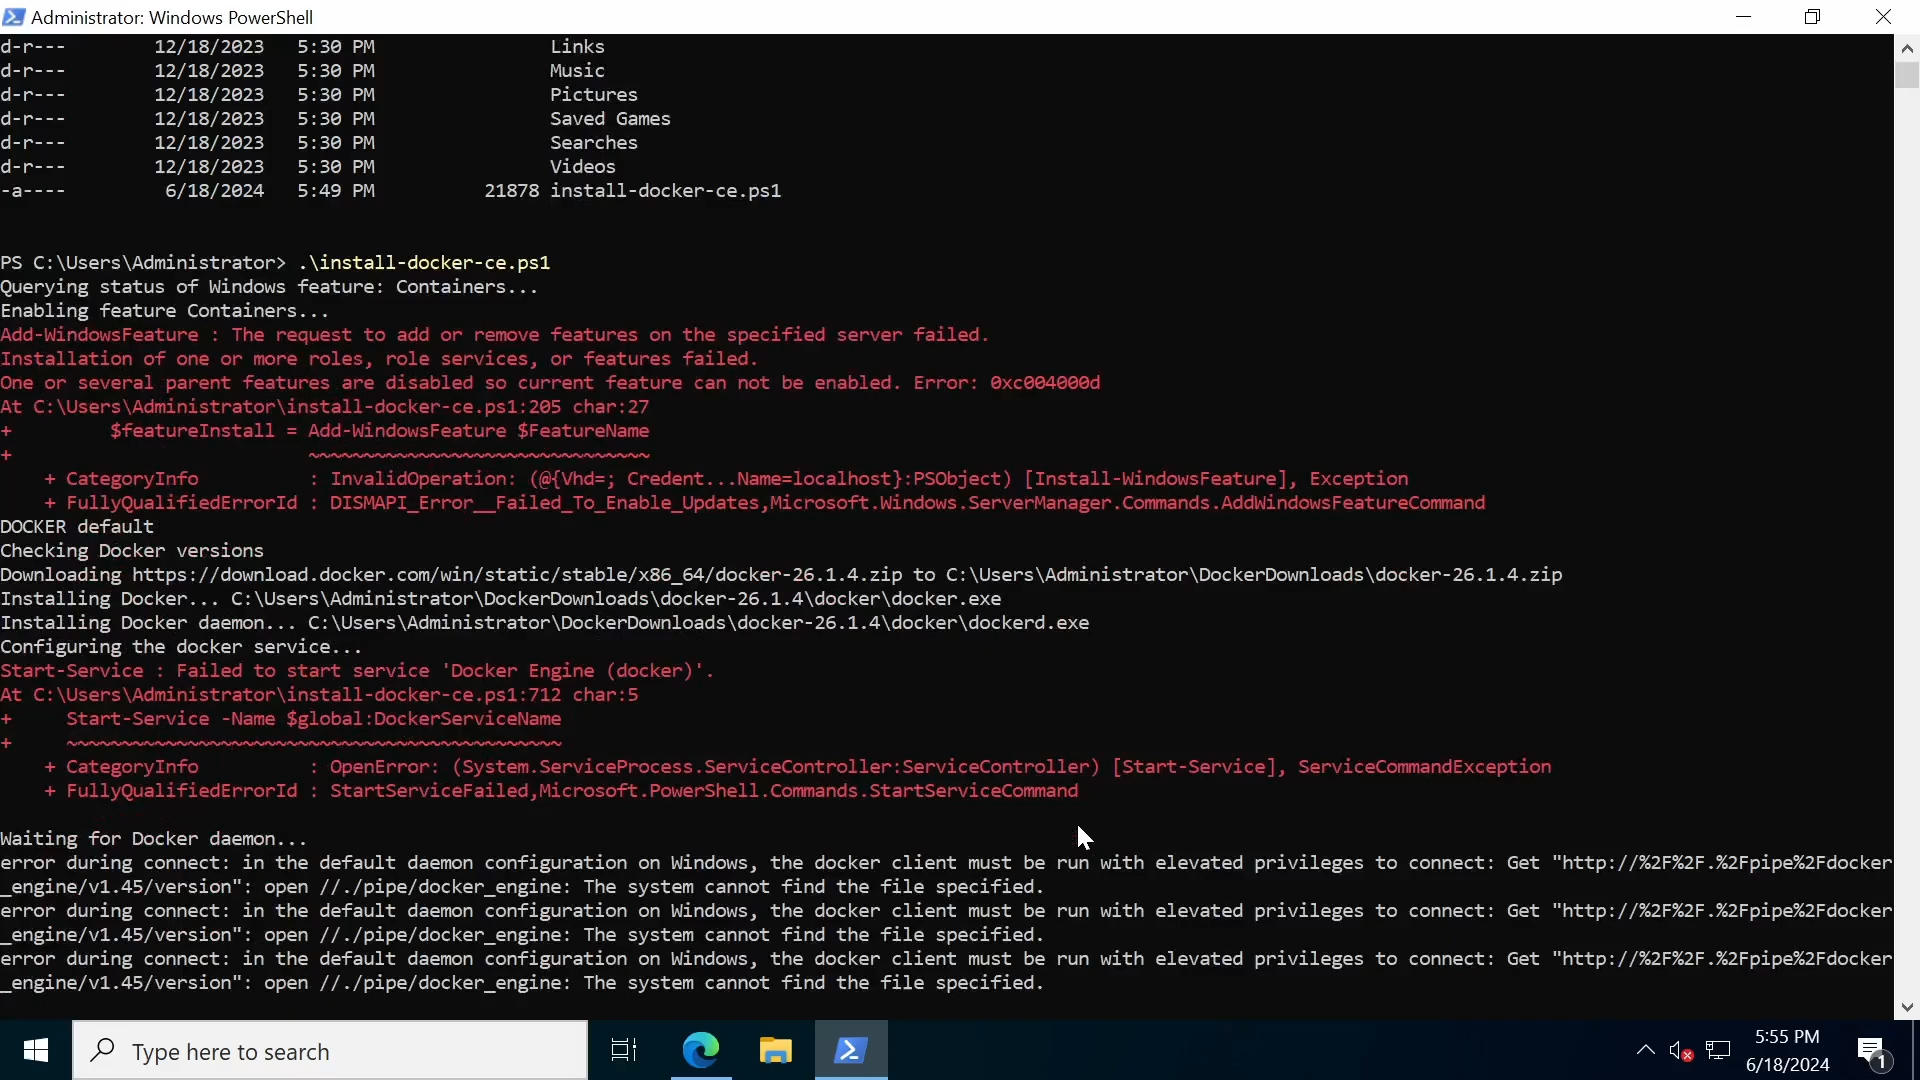 Administrator: Windows PowerShell
d-r---        12/18/2023   5:30 PM                Links
d-r---        12/18/2023   5:30 PM                Music
d-r---        12/18/2023   5:30 PM                Pictures
d-r---        12/18/2023   5:30 PM                Saved Games
d-r---        12/18/2023   5:30 PM                Searches
d-r---        12/18/2023   5:30 PM                Videos
-a----         6/18/2024   5:49 PM          21878 install-docker-ce.ps1
PS C:\Users\Administrator> .\install-docker-ce.ps1
Querying status of Windows feature: Containers...
Enabling feature Containers...
Add-WindowsFeature : The request to add or remove features on the specified server failed.
Installation of one or more roles, role services, or features failed.
One or several parent features are disabled so current feature can not be enabled. Error: 0xc004000d
At C:\Users\Administrator\install-docker-ce.ps1:205 char:27
+         $featureInstall = Add-WindowsFeature $FeatureName
+                           ~~~~~~~~~~~~~~~~~~~~~~~~~~~~~~~
    + CategoryInfo          : InvalidOperation: (@{Vhd=; Credent...Name=localhost}:PSObject) [Install-WindowsFeature], Exception
    + FullyQualifiedErrorId : DISMAPI_Error__Failed_To_Enable_Updates,Microsoft.Windows.ServerManager.Commands.AddWindowsFeatureCommand
DOCKER default
Checking Docker versions
Downloading https://download.docker.com/win/static/stable/x86_64/docker-26.1.4.zip to C:\Users\Administrator\DockerDownloads\docker-26.1.4.zip
Installing Docker... C:\Users\Administrator\DockerDownloads\docker-26.1.4\docker\docker.exe
Installing Docker daemon... C:\Users\Administrator\DockerDownloads\docker-26.1.4\docker\dockerd.exe
Configuring the docker service...
Start-Service : Failed to start service 'Docker Engine (docker)'.
At C:\Users\Administrator\install-docker-ce.ps1:712 char:5
+     Start-Service -Name $global:DockerServiceName
+     ~~~~~~~~~~~~~~~~~~~~~~~~~~~~~~~~~~~~~~~~~~~~~
    + CategoryInfo          : OpenError: (System.ServiceProcess.ServiceController:ServiceController) [Start-Service], ServiceCommandException
    + FullyQualifiedErrorId : StartServiceFailed,Microsoft.PowerShell.Commands.StartServiceCommand
Waiting for Docker daemon...
error during connect: in the default daemon configuration on Windows, the docker client must be run with elevated privileges to connect: Get "http://%2F%2F.%2Fpipe%2Fdocker
_engine/v1.45/version": open //./pipe/docker_engine: The system cannot find the file specified.
error during connect: in the default daemon configuration on Windows, the docker client must be run with elevated privileges to connect: Get "http://%2F%2F.%2Fpipe%2Fdocker
_engine/v1.45/version": open //./pipe/docker_engine: The system cannot find the file specified.
error during connect: in the default daemon configuration on Windows, the docker client must be run with elevated privileges to connect: Get "http://%2F%2F.%2Fpipe%2Fdocker
_engine/v1.45/version": open //./pipe/docker_engine: The system cannot find the file specified.
Type here to search
5:55 PM
6/18/2024
1